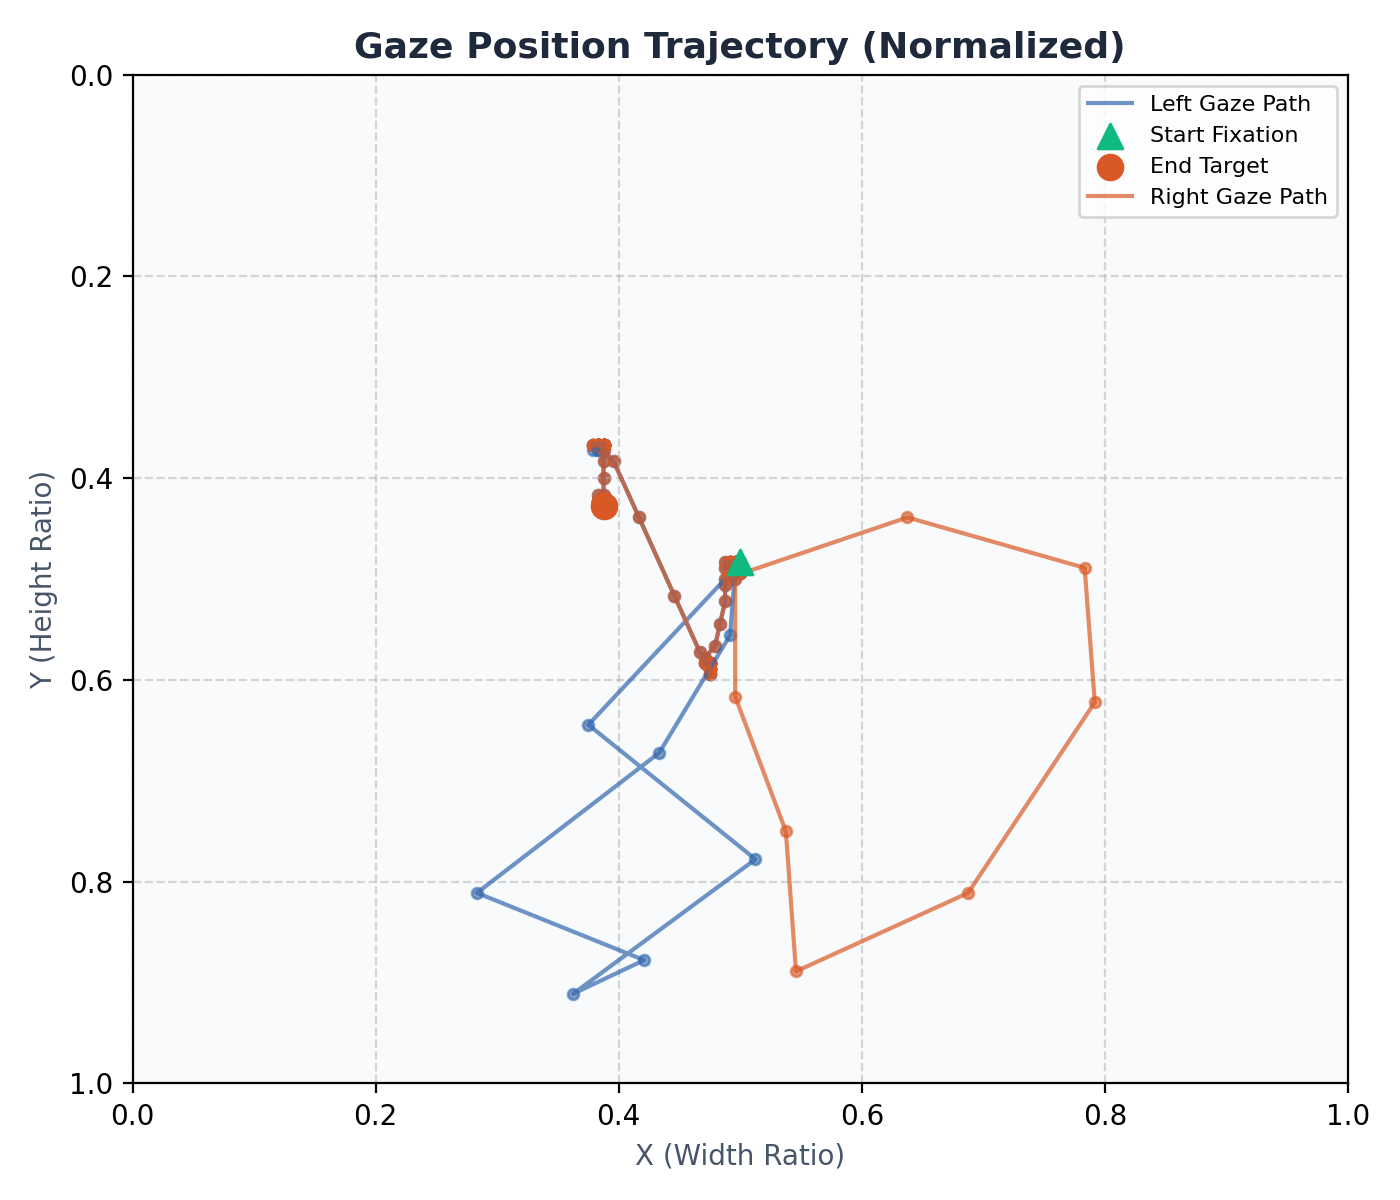 Gaze Position Trajectory (Normalized)
Left Gaze Path
Start Fixation
End Target
Right Gaze Path
0.0
0.2
0.4
0.6
0.8
1.0
Y (Height Ratio)
0.0 0.2 0.4 0.6 0.8 1.0
X (Width Ratio)